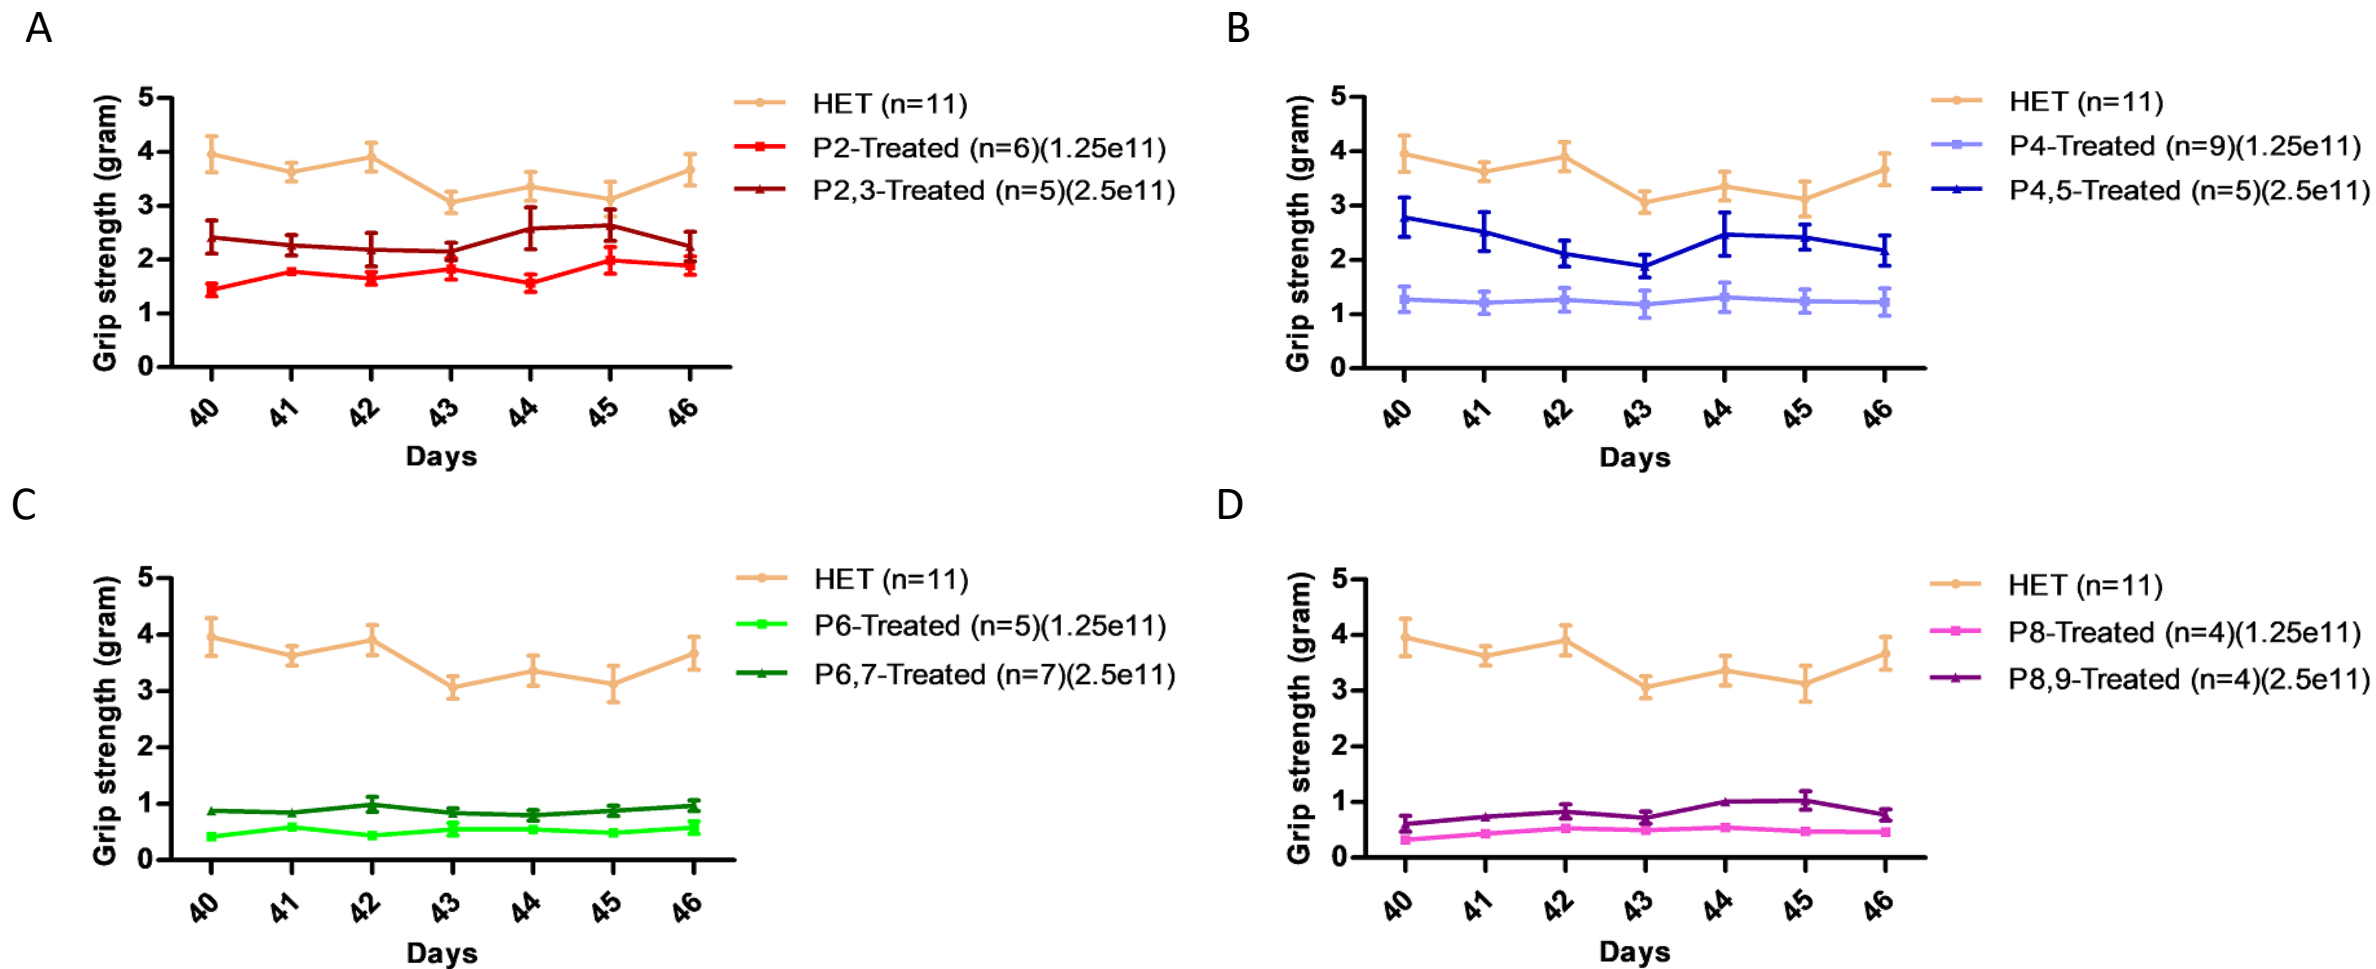 A
Grip strength (gram)
5
4
3
2
1
0
40 41 42 43 44 45 46
Days
HET (n=11)
P2-Treated (n=6)(1.25e11)
P2,3-Treated (n=5)(2.5e11)
B
Grip strength (gram)
5
4
3
2
1
0
40 41 42 43 44 45 46
Days
HET (n=11)
P4-Treated (n=9)(1.25e11)
P4,5-Treated (n=5)(2.5e11)
C
Grip strength (gram)
5
4
3
2
1
0
40 41 42 43 44 45 46
Days
HET (n=11)
P6-Treated (n=5)(1.25e11)
P6,7-Treated (n=7)(2.5e11)
D
Grip strength (gram)
5
4
3
2
1
0
40 41 42 43 44 45 46
Days
HET (n=11)
P8-Treated (n=4)(1.25e11)
P8,9-Treated (n=4)(2.5e11)